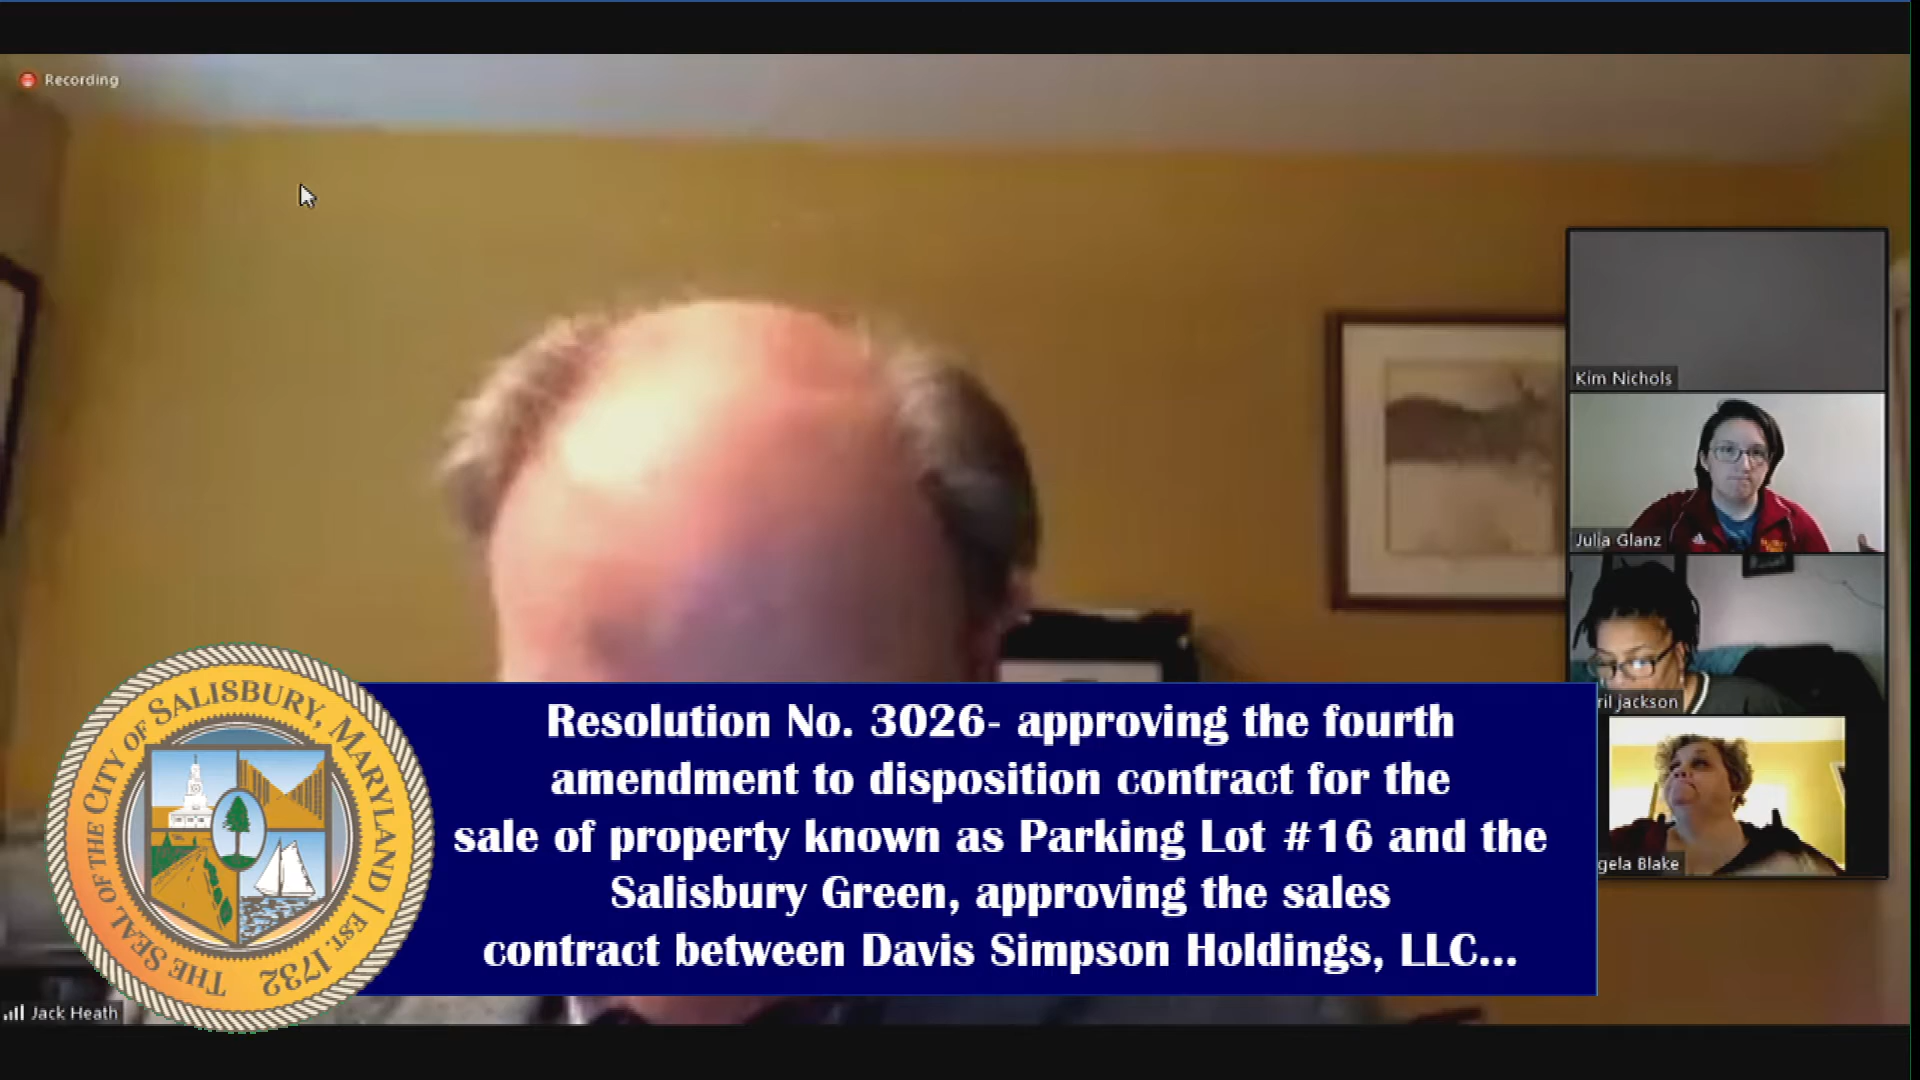 Recording
Kim Nichols
Julia Glanz
ril jackson
gela Blake
Resolution No. 3026- approving the fourth
amendment to disposition contract for the
sale of property known as Parking Lot #16 and the
Salisbury Green, approving the sales
contract between Davis Simpson Holdings, LLC...
THE SEAL OF THE CITY OF SALISBURY, MARYLAND | EST. 1732
Jack Heath